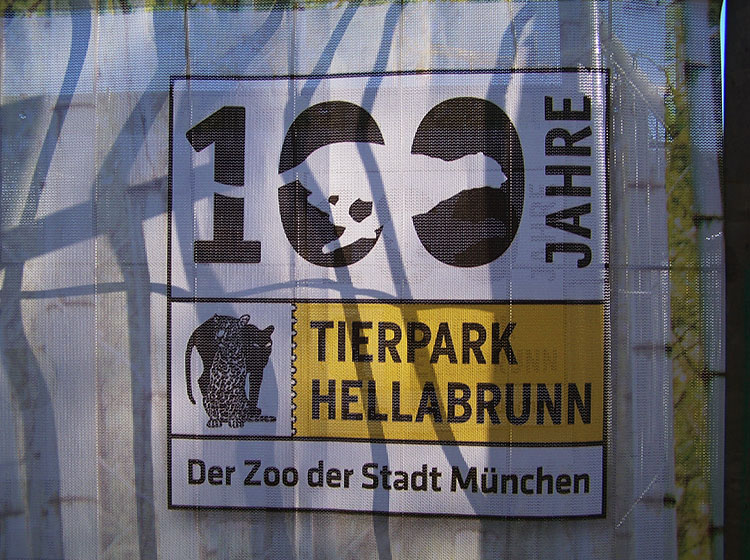 100 JAHRE
TIERPARK
HELLABRUNN
Der Zoo der Stadt München